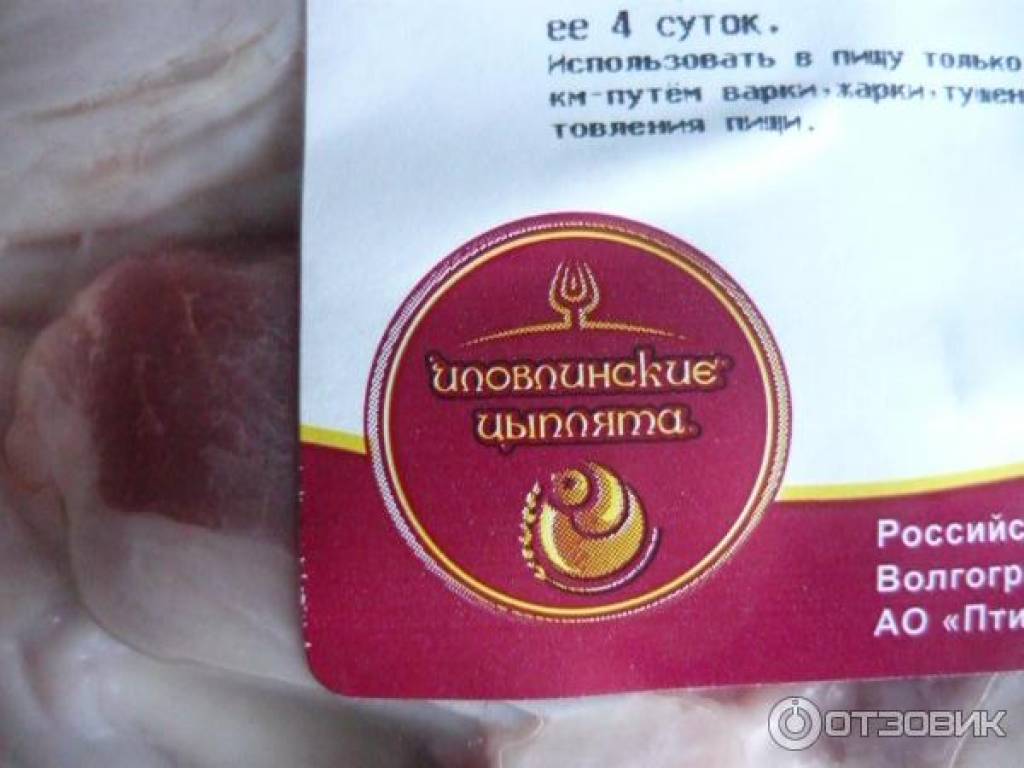 ее 4 суток.
Использовать в пищу только
км-путём варки,жарки,тушен
товления пищи.
иловлинские
цыплята
Российс
Волгогр
АО «Пти
ОТЗОВИК